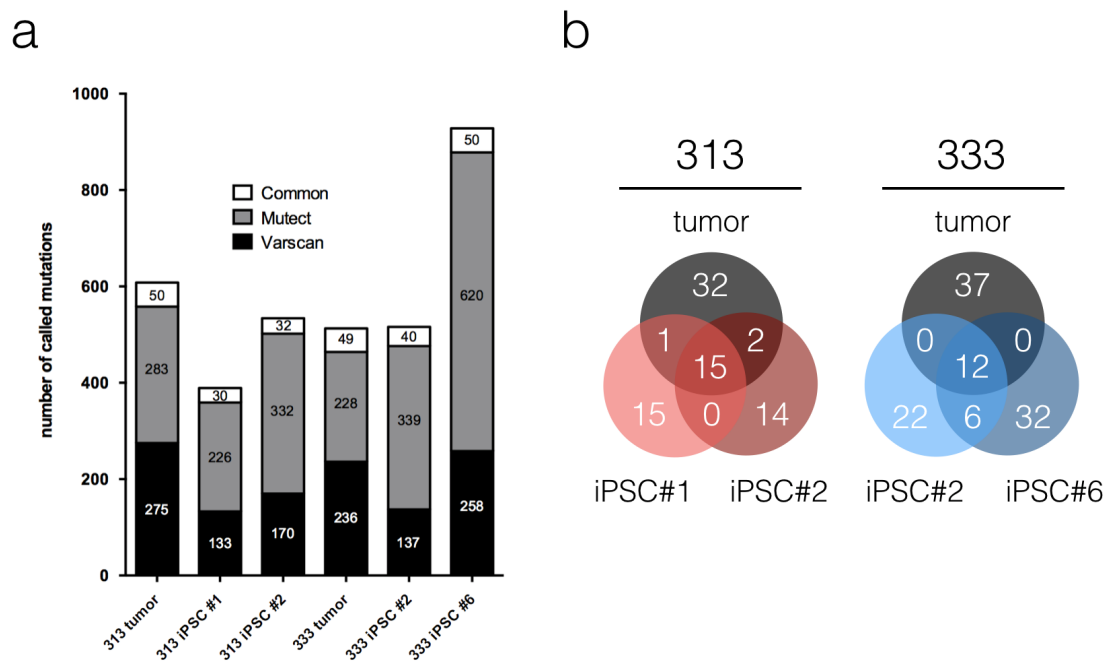 a
number of called mutations
1000
800
600
400
200
0
Common
Mutect
Varscan
50
283
275
30
226
133
32
332
170
49
228
236
40
339
137
50
620
258
313 tumor
313 iPSC #1
313 iPSC #2
333 tumor
333 iPSC #2
333 iPSC #6
b
313
tumor
32
1
2
15
15
0
14
iPSC#1
iPSC#2
333
tumor
37
0
0
12
22
6
32
iPSC#2
iPSC#6